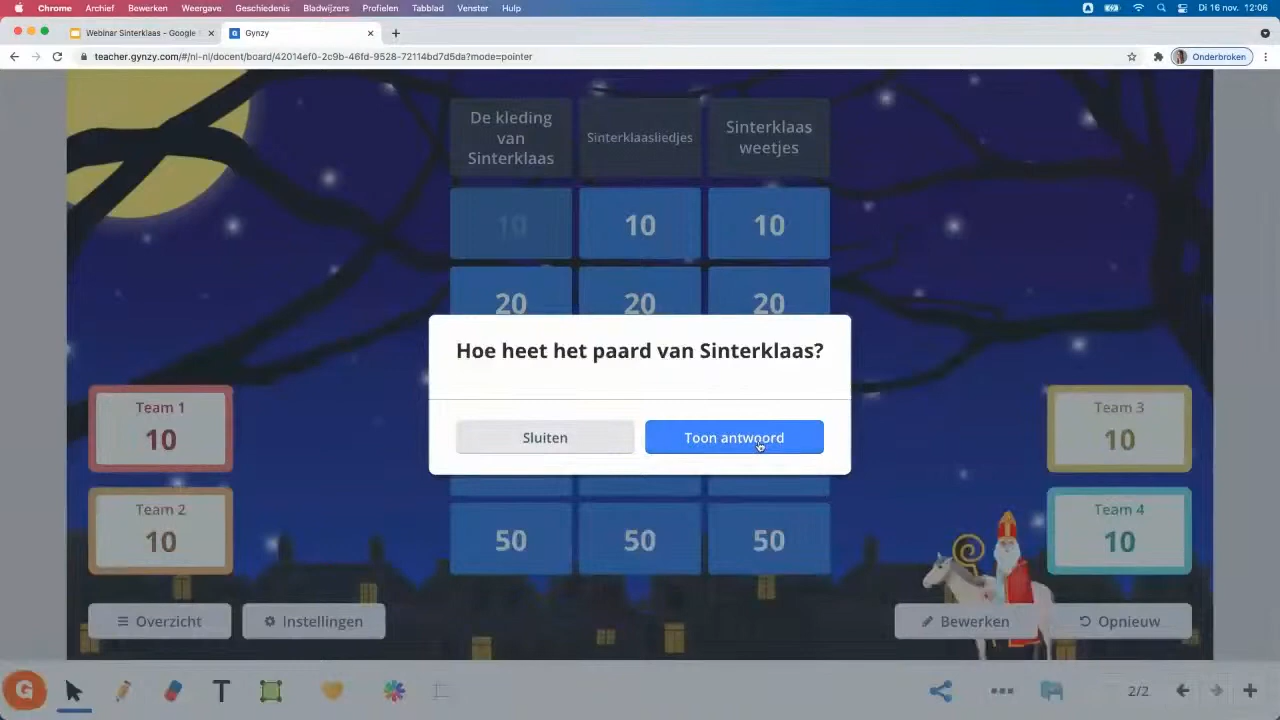 Chrome Archief Bewerken Weergave Geschiedenis Bladwijzers Profielen Tabblad Venster Hulp Di 16 nov. 12:06
Webinar Sinterklaas - Google Gynzy
teacher.gynzy.com/#/nl-nl/docent/board/42014ef0-2c9b-46fd-9528-72114bd7d5da?mode=pointer Onderbroken
De kleding
van
Sinterklaas
Sinterklaasliedjes
Sinterklaas
weetjes
10 10 10
20 20 20
Hoe heet het paard van Sinterklaas?
Sluiten Toon antwoord
50 50 50
Team 1
10
Team 2
10
Team 3
10
Team 4
10
Overzicht Instellingen Bewerken Opnieuw
G T 2/2